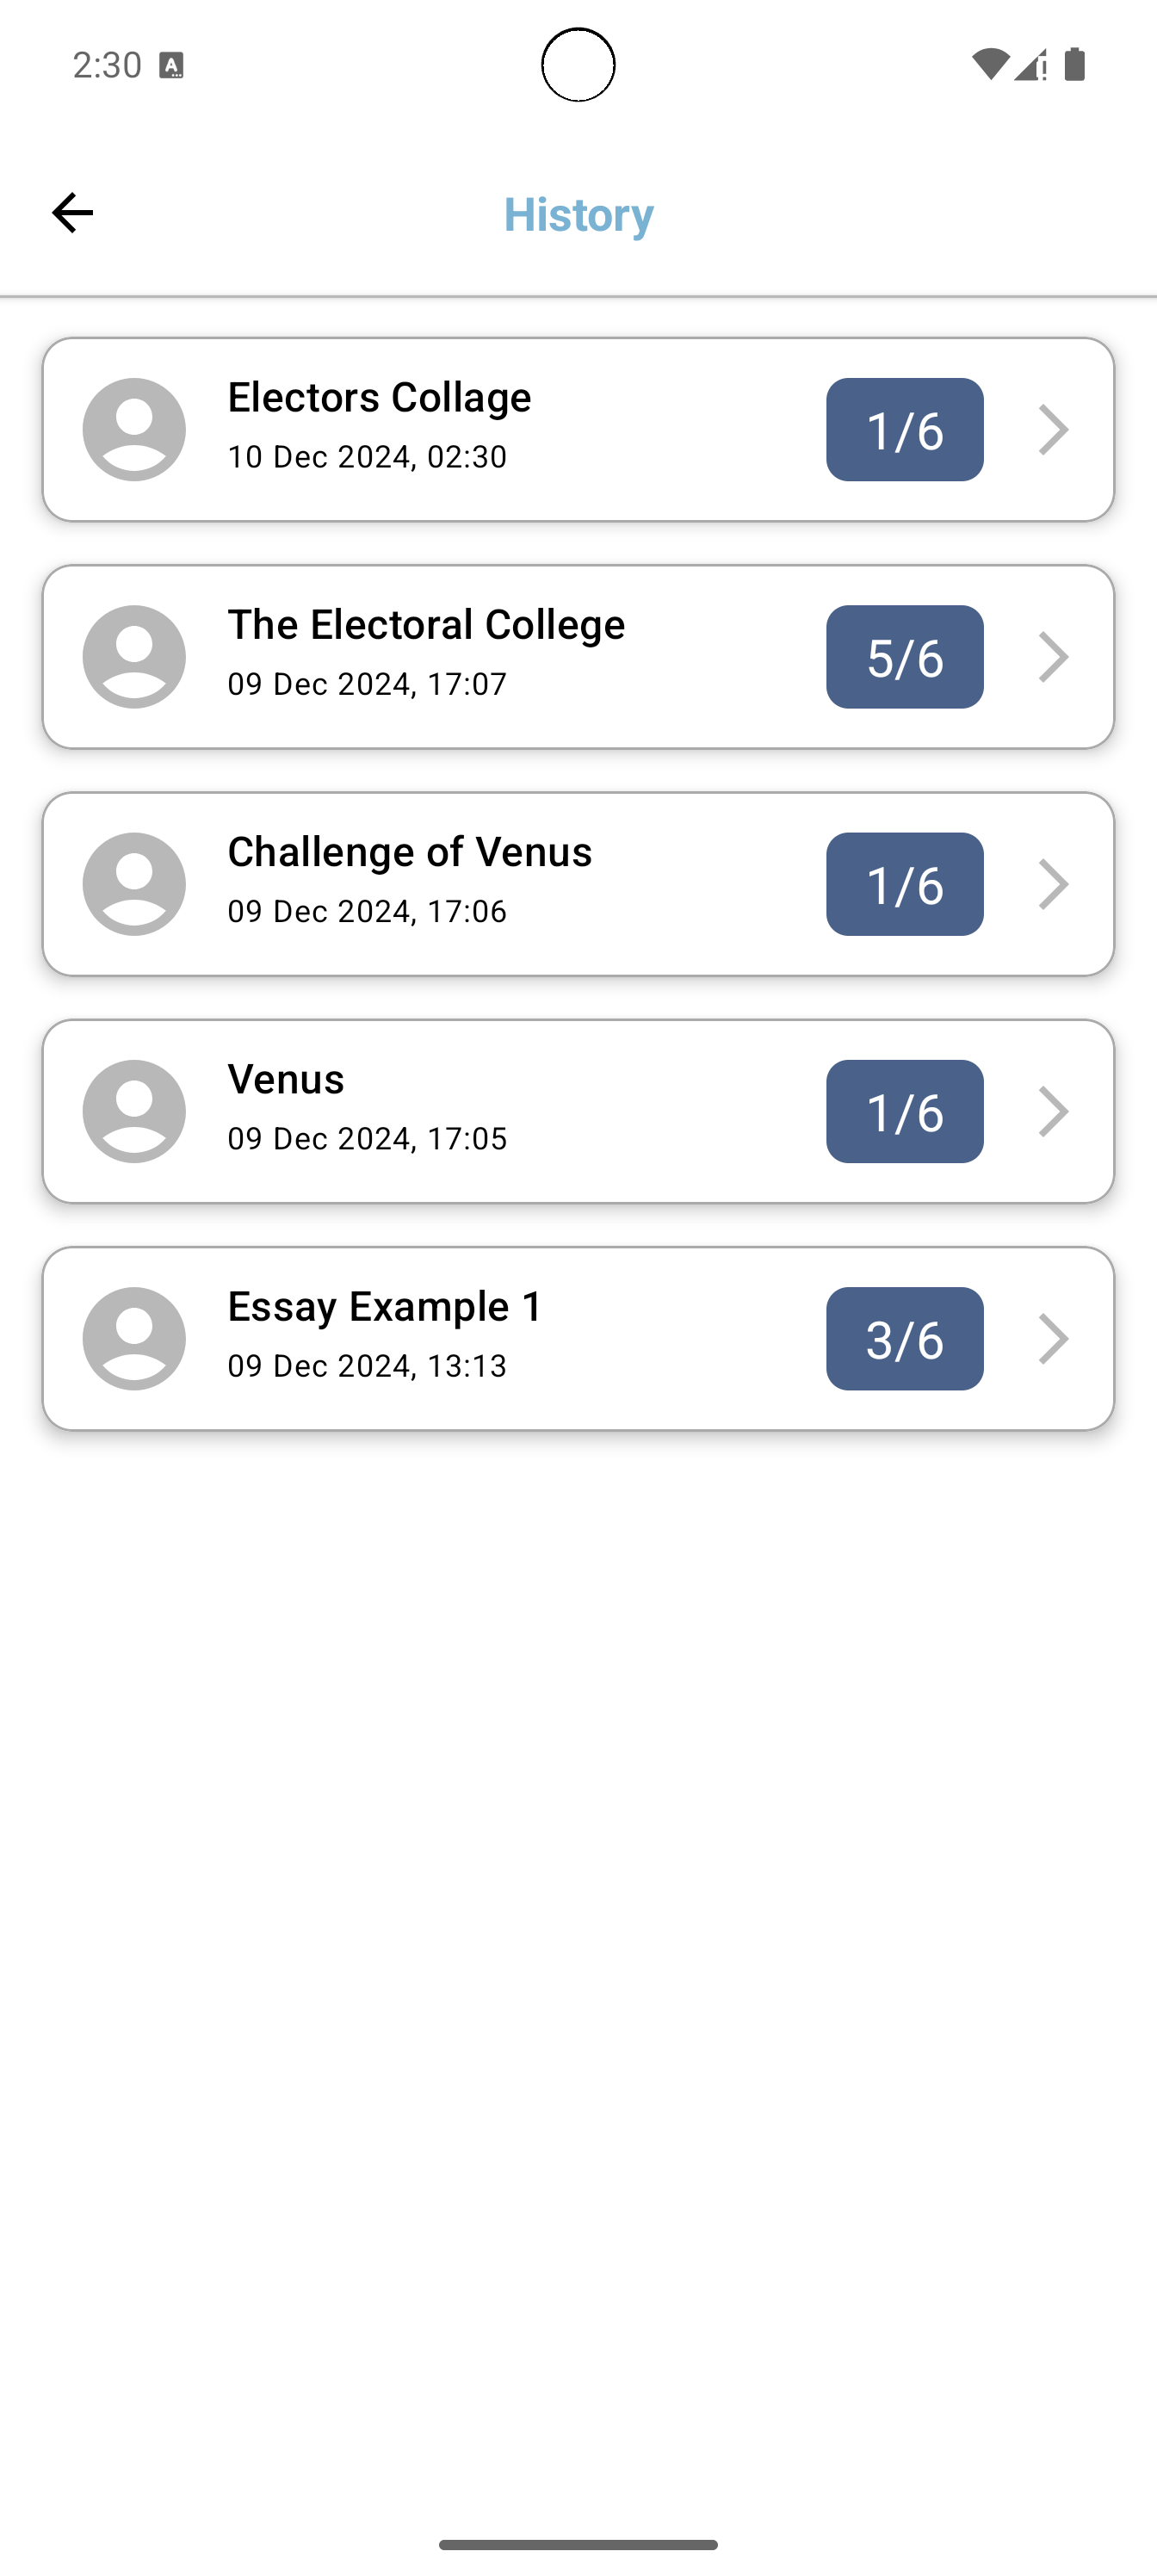 2:30
History
Electors Collage
10 Dec 2024, 02:30
1/6
The Electoral College
09 Dec 2024, 17:07
5/6
Challenge of Venus
09 Dec 2024, 17:06
1/6
Venus
09 Dec 2024, 17:05
1/6
Essay Example 1
09 Dec 2024, 13:13
3/6